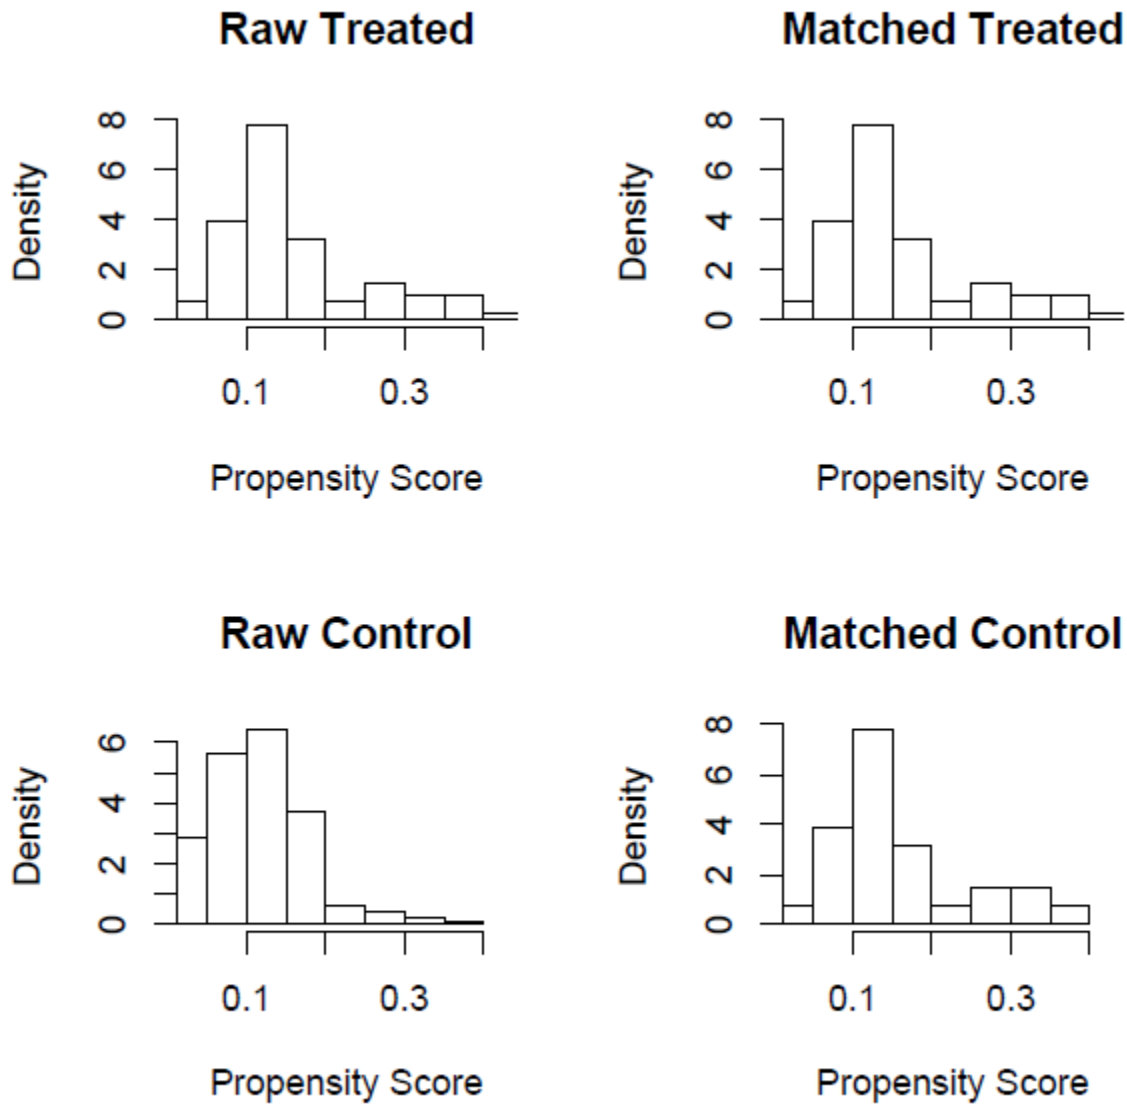 Raw Treated
Density
0 2 4 6 8
0.1 0.3
Propensity Score
Matched Treated
Density
0 2 4 6 8
0.1 0.3
Propensity Score
Raw Control
Density
0 2 4 6
0.1 0.3
Propensity Score
Matched Control
Density
0 2 4 6 8
0.1 0.3
Propensity Score